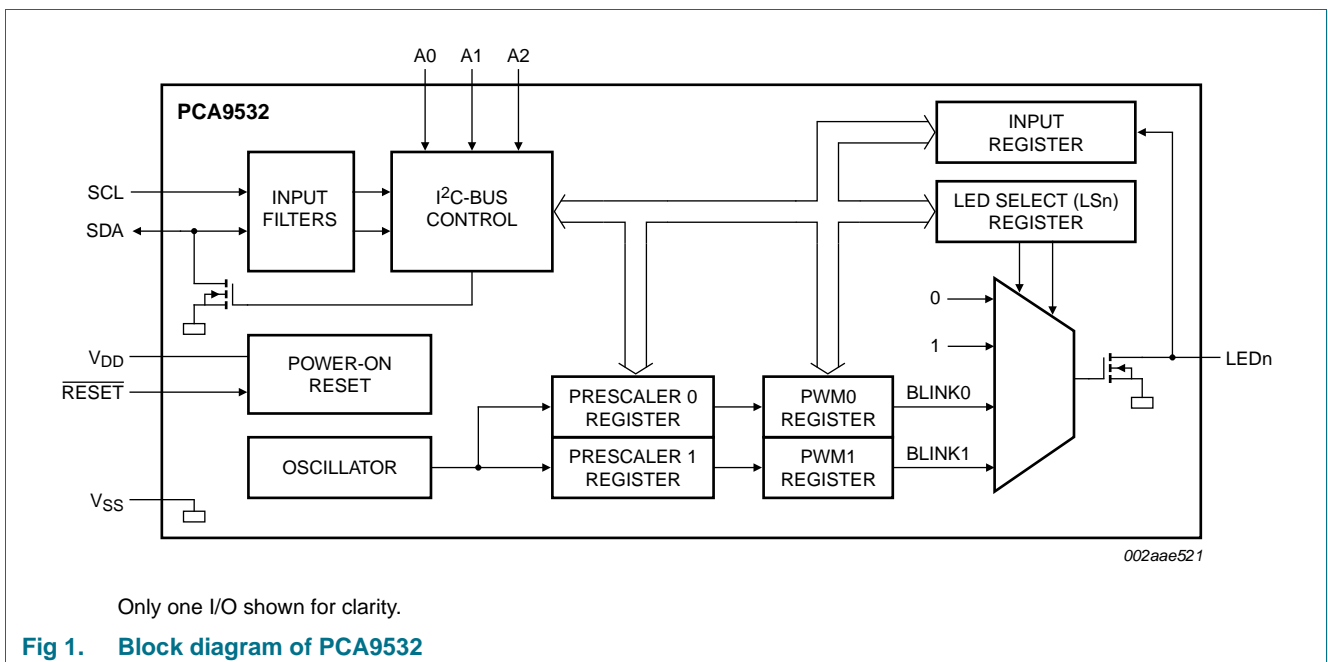 A0 A1 A2
PCA9532
INPUT
REGISTER
SCL
SDA
INPUT
FILTERS
I²C-BUS
CONTROL
LED SELECT (LSn)
REGISTER
0
1
VDD
RESET
POWER-ON
RESET
LEDn
PRESCALER 0
REGISTER
PWM0
REGISTER
BLINK0
OSCILLATOR
PRESCALER 1
REGISTER
PWM1
REGISTER
BLINK1
VSS
002aae521
Only one I/O shown for clarity.
Fig 1. Block diagram of PCA9532